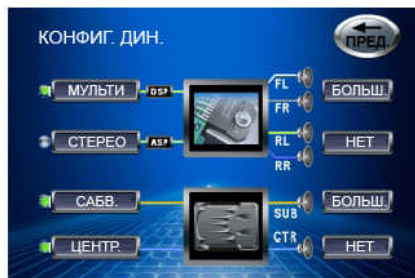 КОНФИГ. ДИН.
ПРЕД.
МУЛЬТИ DSP FL БОЛЬШ.
FR
СТЕРЕО ASP RL НЕТ
RR
САБВ. SUB БОЛЬШ.
ЦЕНТР. CTR НЕТ